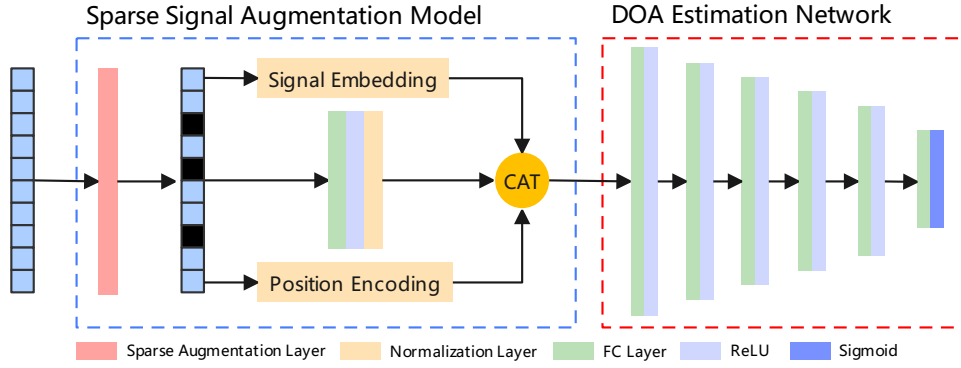 Sparse Signal Augmentation Model
DOA Estimation Network
Signal Embedding
CAT
Position Encoding
Sparse Augmentation Layer
Normalization Layer
FC Layer
ReLU
Sigmoid